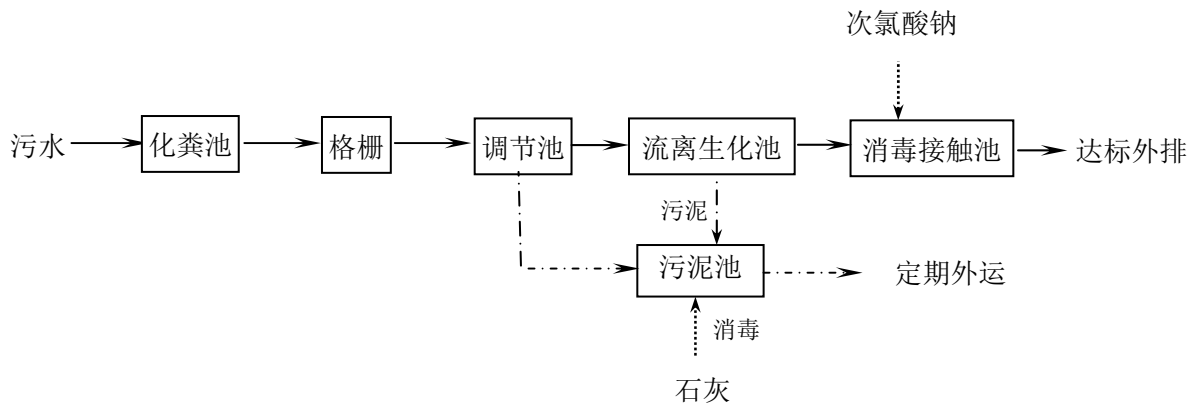 次氯酸钠
污水
化粪池
格栅
调节池
流离生化池
消毒接触池
达标外排
污泥
污泥池
定期外运
消毒
石灰